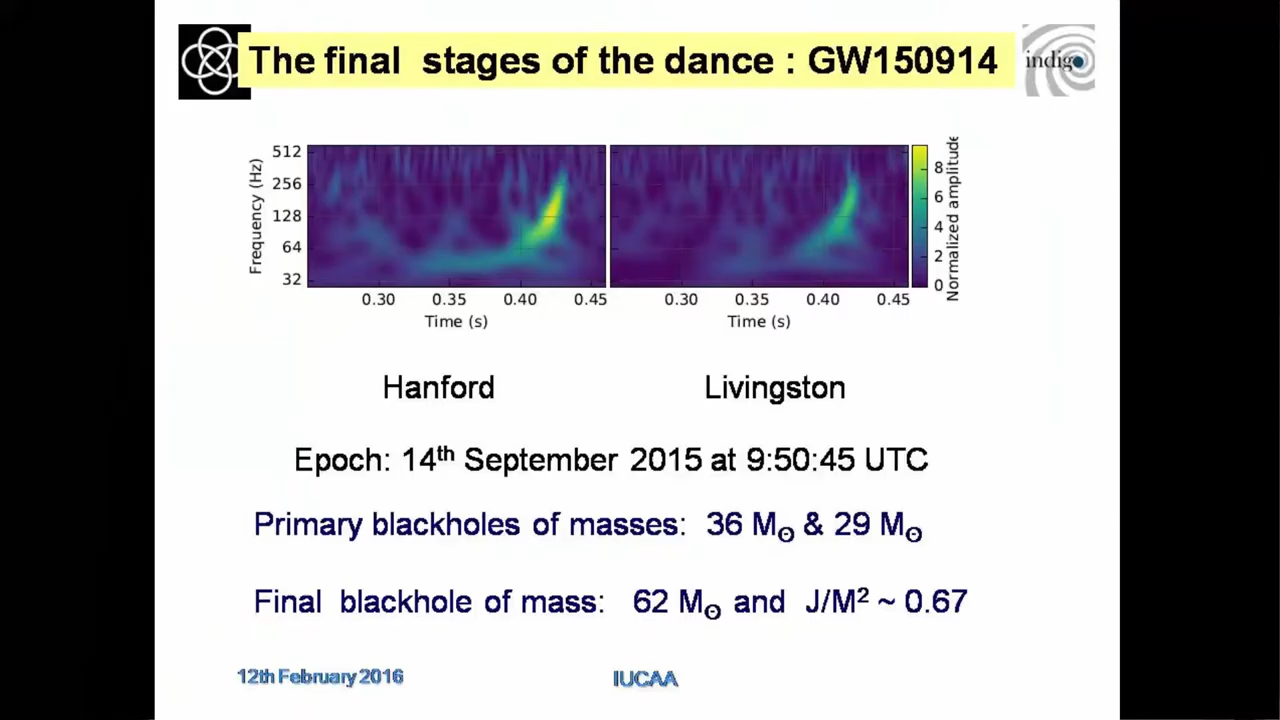 The final stages of the dance : GW150914
indigo
Frequency (Hz)
512
256
128
64
32
0.30 0.35 0.40 0.45
Time (s)
0.30 0.35 0.40 0.45
Time (s)
8
6
4
2
0
Normalized amplitude
Hanford Livingston
Epoch: 14th September 2015 at 9:50:45 UTC
Primary blackholes of masses: 36 M⊙ & 29 M⊙
Final blackhole of mass: 62 M⊙ and J/M² ~ 0.67
12th February 2016 IUCAA